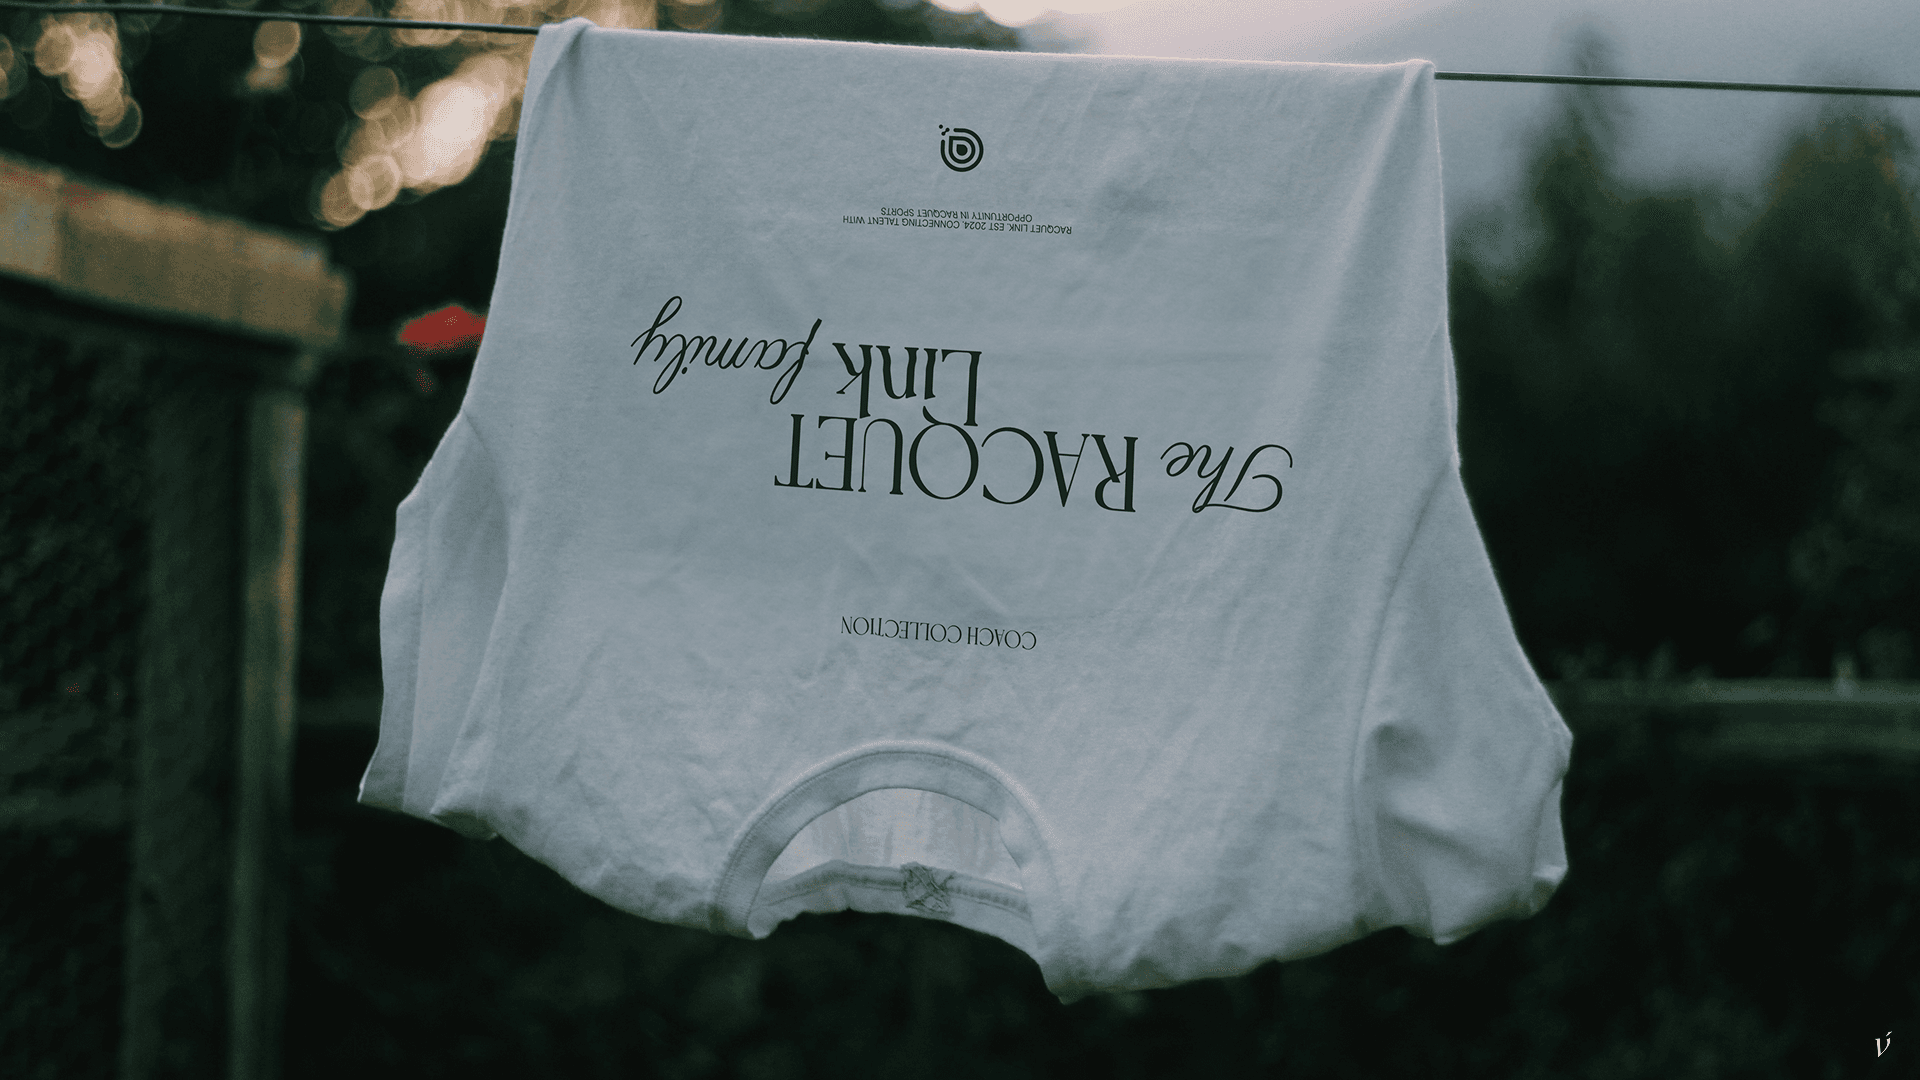 COACH COLLECTION
The RACQUET
Link family
RACQUET LINK. EST 2024. CONNECTING TALENT WITH
OPPORTUNITY IN RACQUET SPORTS
ν́